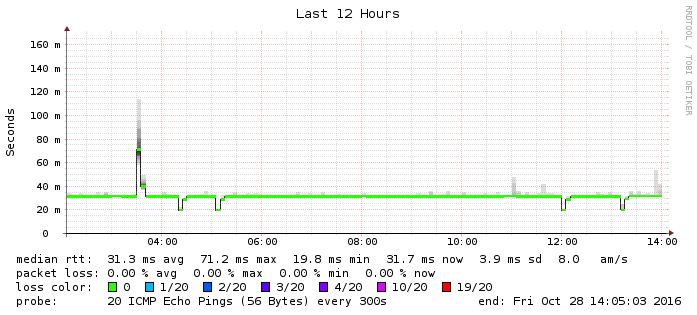 Last 12 Hours
RRDTOOL / TOBI OETIKER
Seconds
160 m
140 m
120 m
100 m
80 m
60 m
40 m
20 m
0
04:00 06:00 08:00 10:00 12:00 14:00
median rtt: 31.3 ms avg 71.2 ms max 19.8 ms min 31.7 ms now 3.9 ms sd 8.0 am/s
packet loss: 0.00 % avg 0.00 % max 0.00 % min 0.00 % now
loss color: 0 1/20 2/20 3/20 4/20 10/20 19/20
probe: 20 ICMP Echo Pings (56 Bytes) every 300s end: Fri Oct 28 14:05:03 2016